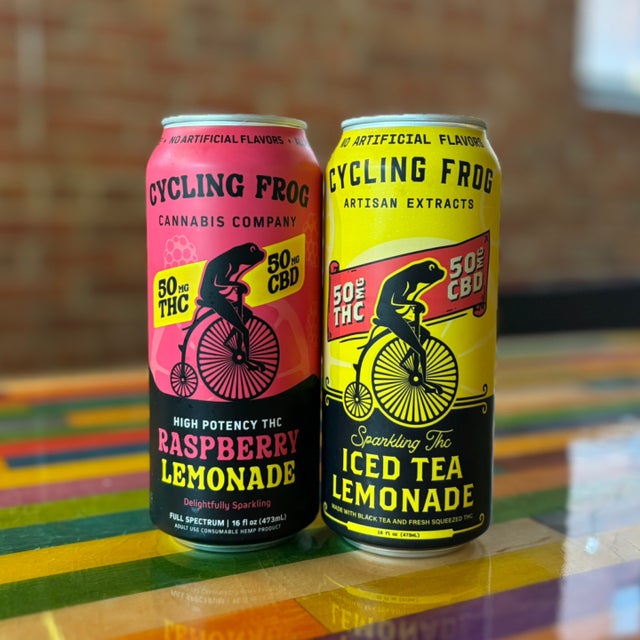 • NO ARTIFICIAL FLAVORS •
CYCLING FROG
CANNABIS COMPANY
50MG THC
50MG CBD
HIGH POTENCY THC
RASPBERRY
LEMONADE
Delightfully Sparkling
FULL SPECTRUM | 16 fl oz (473mL)
ADULT USE CONSUMABLE HEMP PRODUCT
NO ARTIFICIAL FLAVORS
CYCLING FROG
ARTISAN EXTRACTS
50MG THC
50MG CBD
Sparkling Thc
ICED TEA
LEMONADE
MADE WITH BLACK TEA AND FRESH SQUEEZED THC
16 fl oz (473mL)